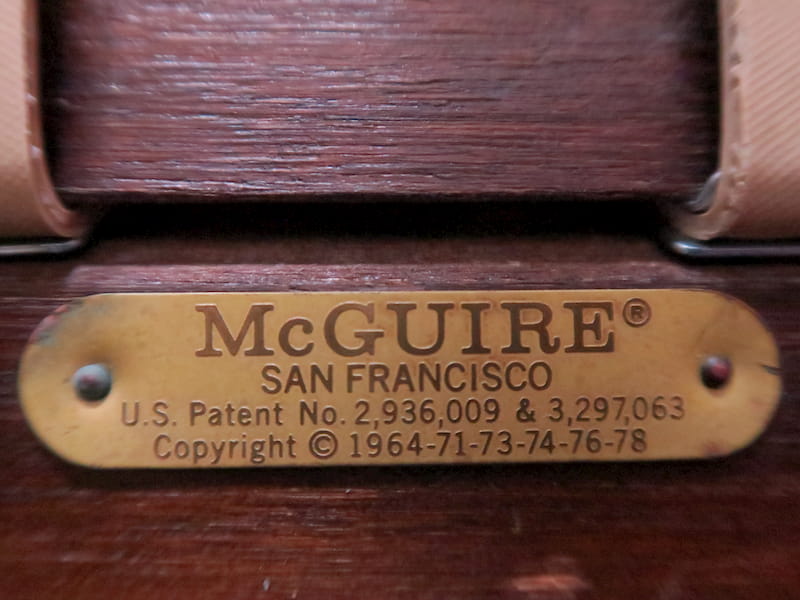 McGUIRE®
SAN FRANCISCO
U.S. Patent No. 2,936,009 & 3,297,063
Copyright © 1964-71-73-74-76-78